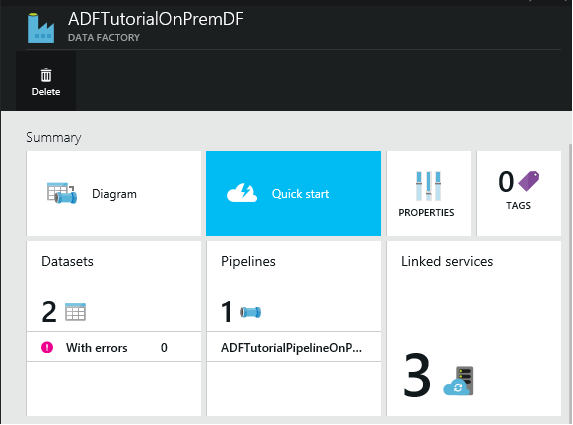 ADFTutorialOnPremDF
DATA FACTORY
Delete
Summary
Diagram
Quick start
PROPERTIES
0
TAGS
Datasets
2
With errors 0
Pipelines
1
ADFTutorialPipelineOnP...
Linked services
3